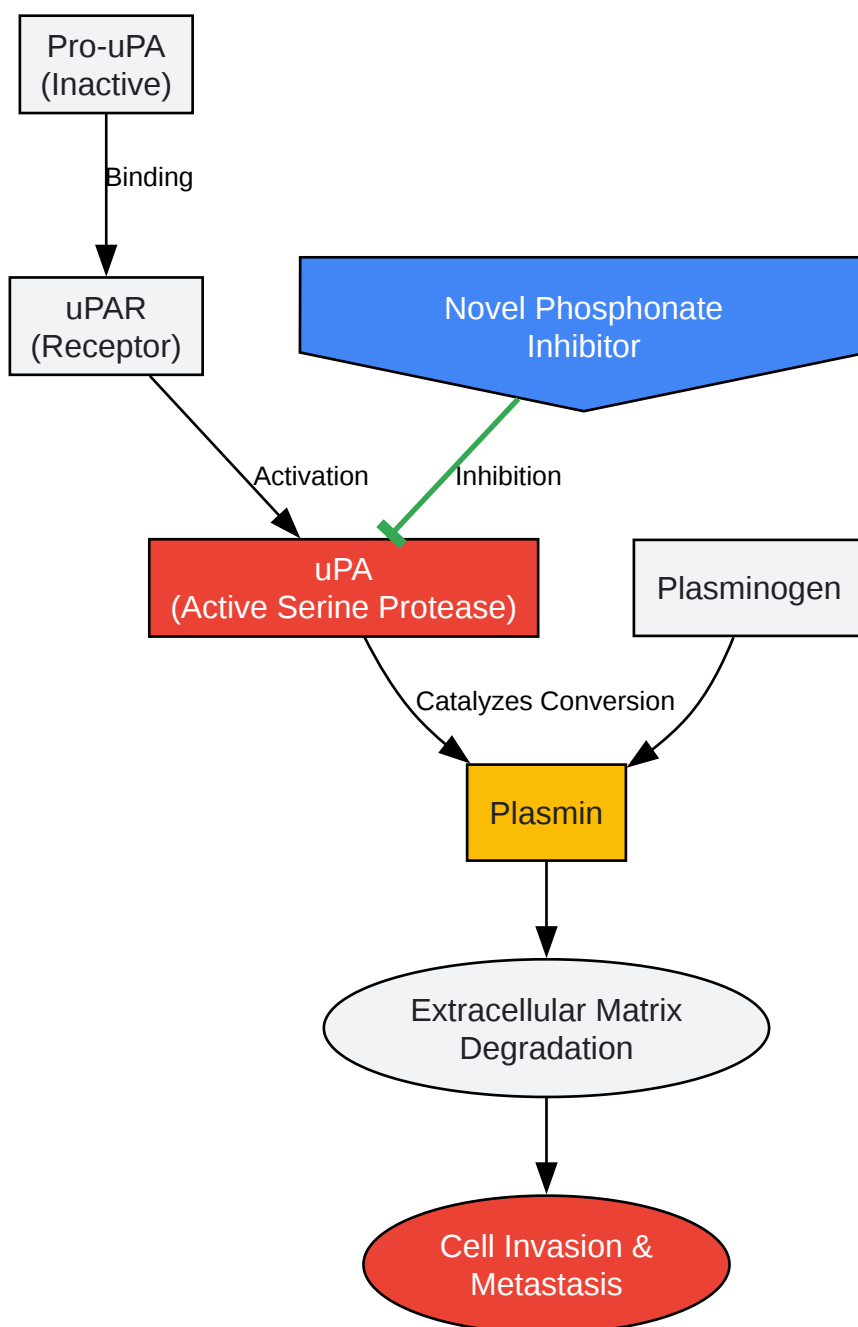 Pro-uPA
(Inactive)
Binding
uPAR
(Receptor)
Novel Phosphonate
Inhibitor
Activation
Inhibition
uPA
(Active Serine Protease)
Plasminogen
Catalyzes Conversion
Plasmin
Extracellular Matrix
Degradation
Cell Invasion &
Metastasis